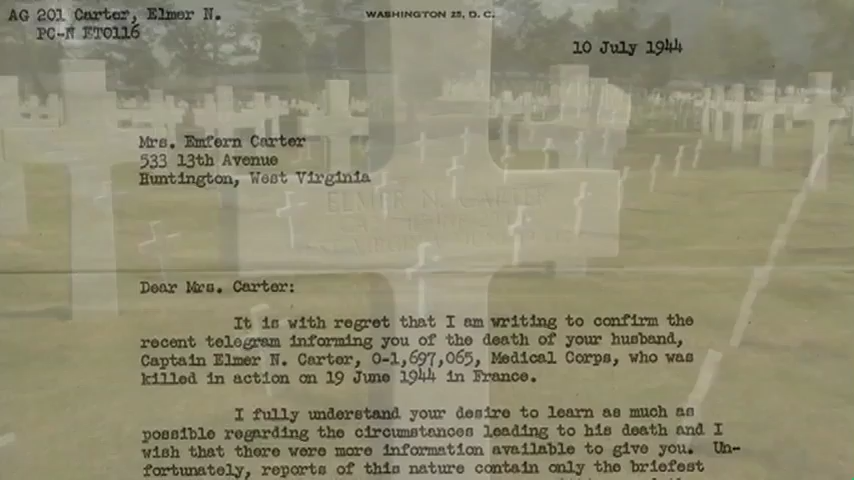 AG 201 Carter, Elmer N.
PC-N ETO116
WASHINGTON 25, D. C.
10 July 1944
Mrs. Emfern Carter
533 13th Avenue
Huntington, West Virginia
ELMER N. CARTER
Dear Mrs. Carter:
It is with regret that I am writing to confirm the
recent telegram informing you of the death of your husband,
Captain Elmer N. Carter, O-1,697,065, Medical Corps, who was
killed in action on 19 June 1944 in France.
I fully understand your desire to learn as much as
possible regarding the circumstances leading to his death and I
wish that there were more information available to give you. Un-
fortunately, reports of this nature contain only the briefest